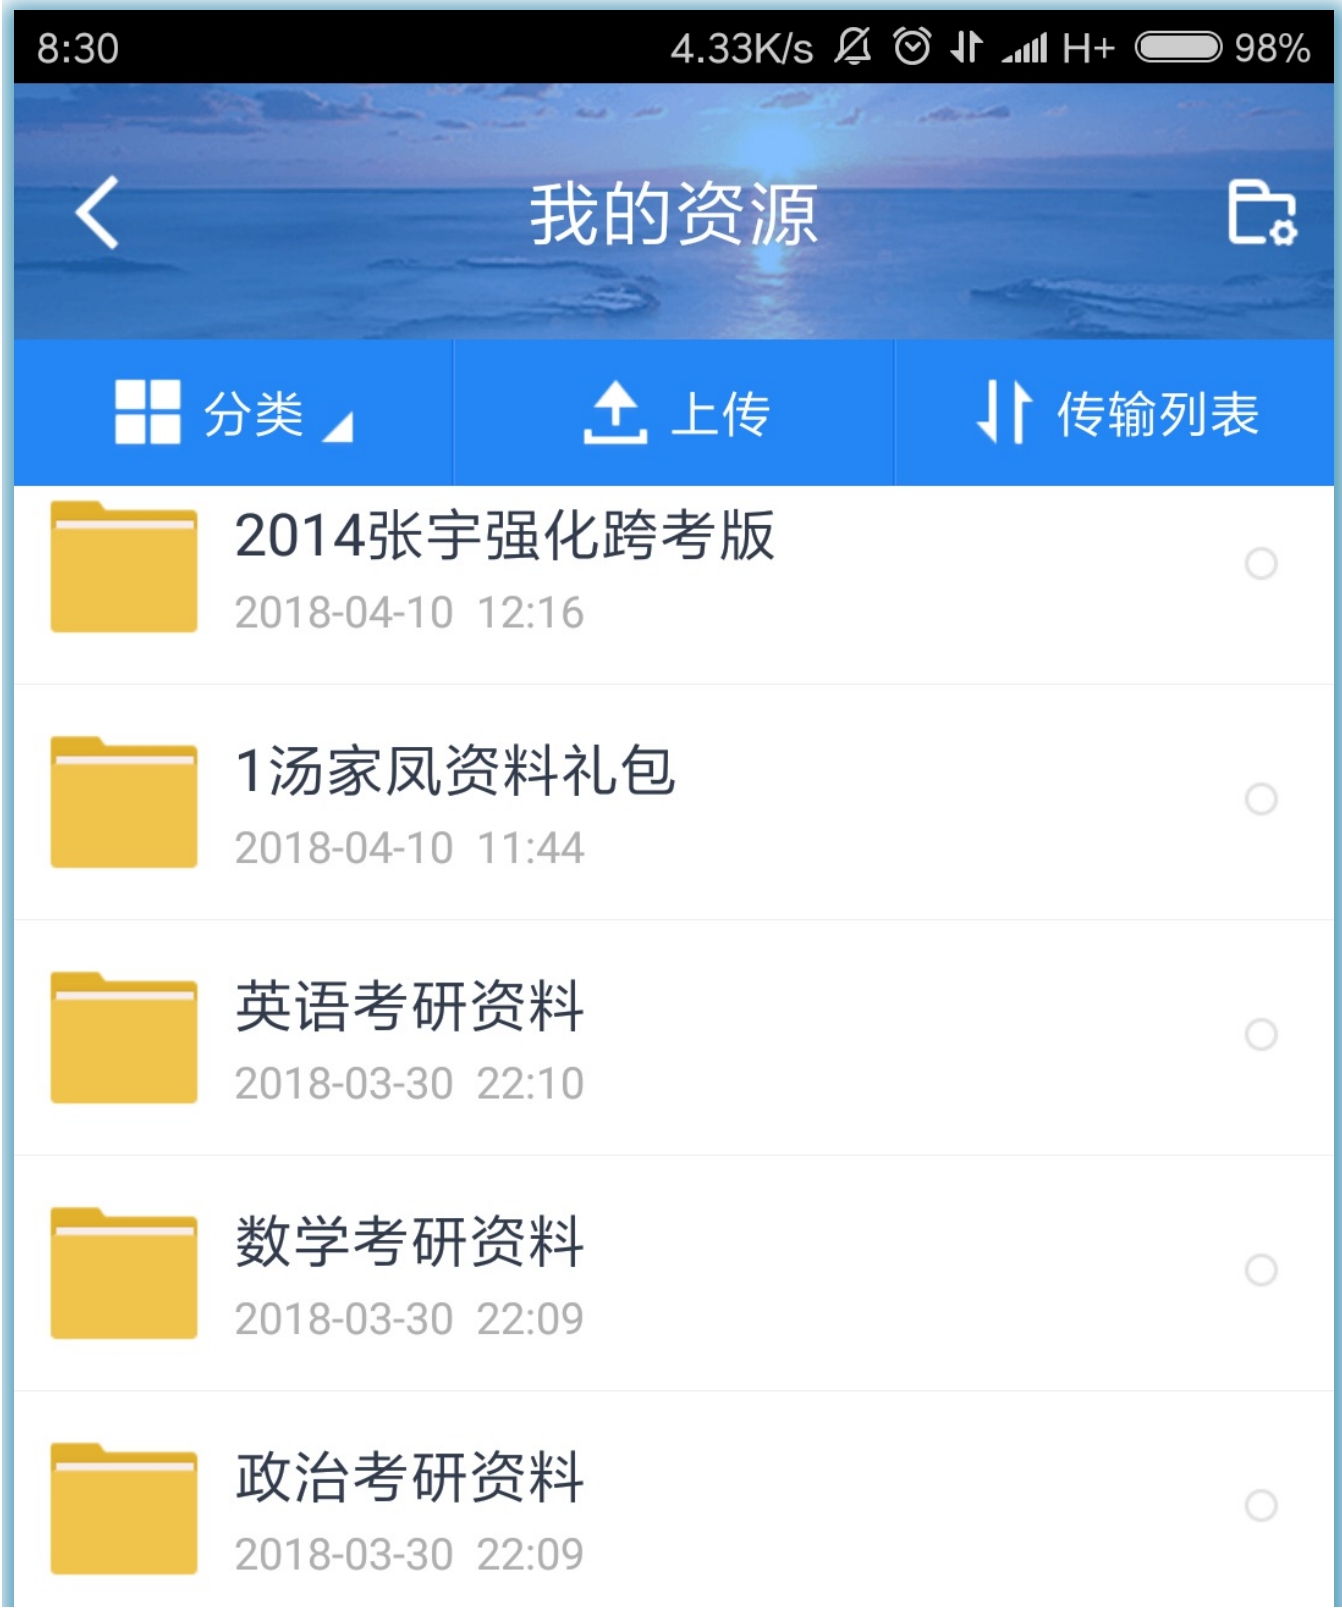 8:30 4.33K/s H+ 98%
我的资源
分类 上传 传输列表
2014张宇强化跨考版
2018-04-10 12:16
1汤家凤资料礼包
2018-04-10 11:44
英语考研资料
2018-03-30 22:10
数学考研资料
2018-03-30 22:09
政治考研资料
2018-03-30 22:09